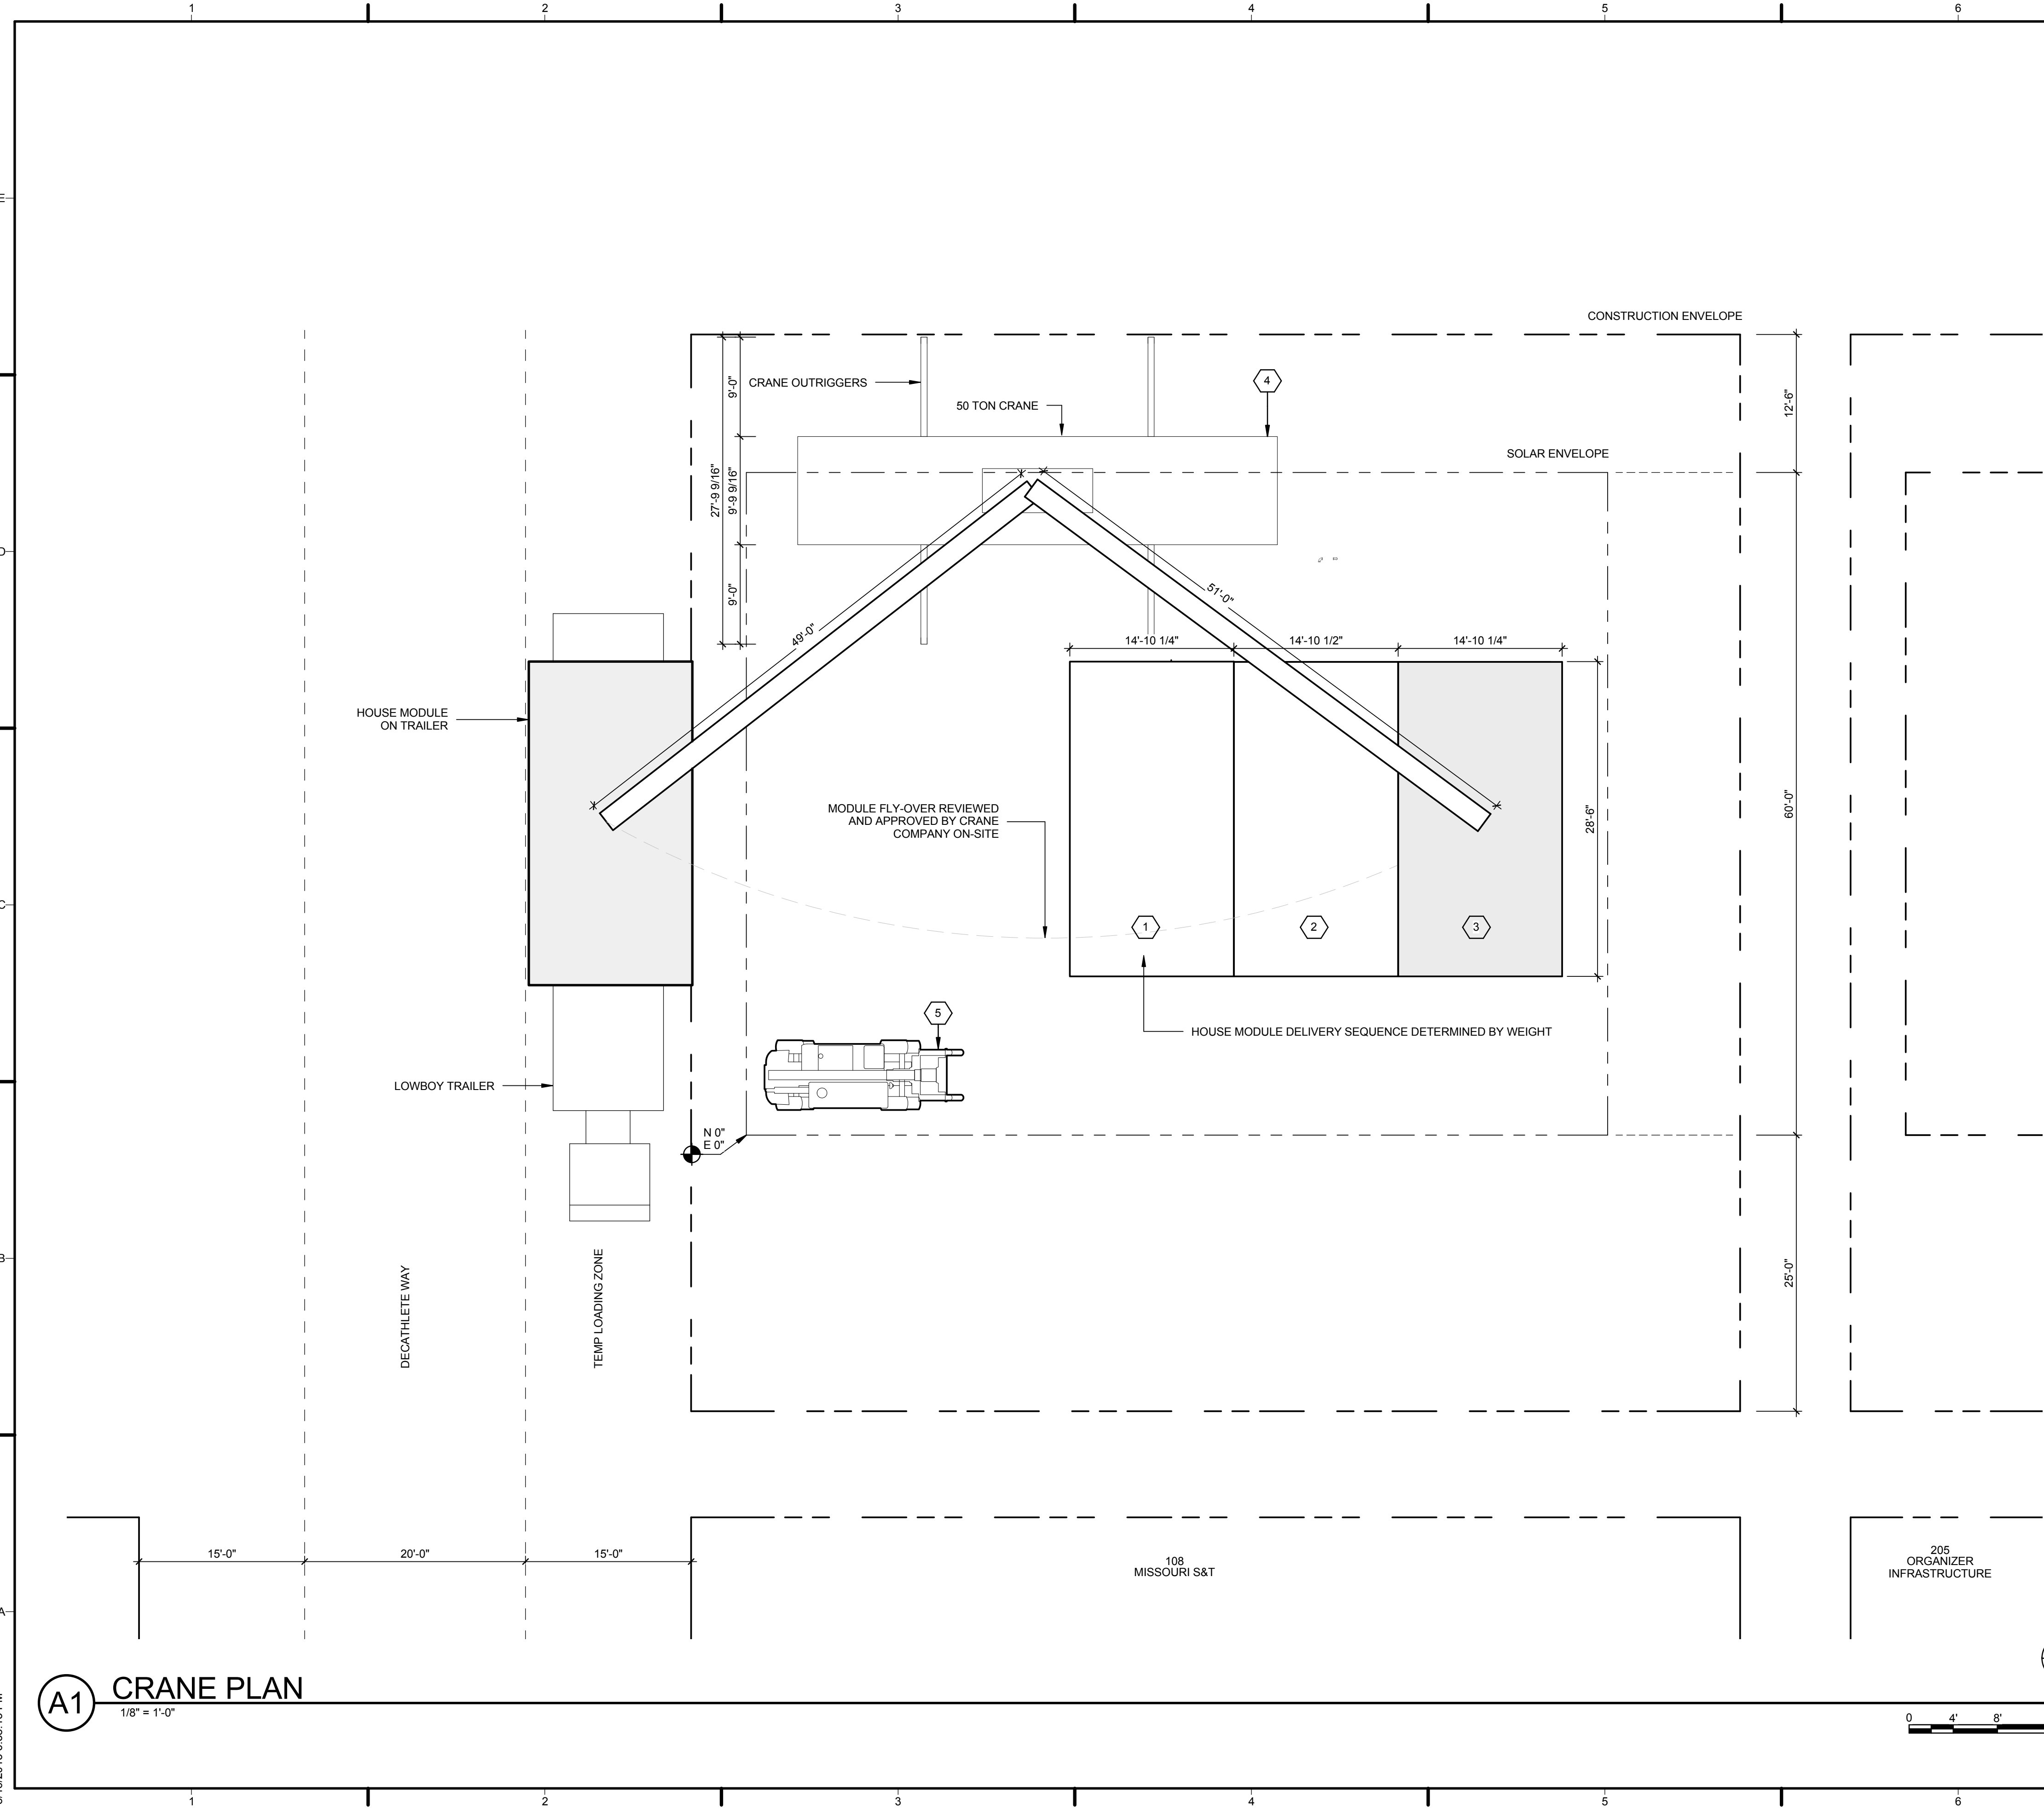 1 2 3 4 5 6
CONSTRUCTION ENVELOPE
E
CRANE OUTRIGGERS
9'-0"
4
12'-6"
50 TON CRANE
SOLAR ENVELOPE
27'-9 9/16"
9'-9 9/16"
D
9'-0"
49'-0"
51'-0"
14'-10 1/4" 14'-10 1/2" 14'-10 1/4"
HOUSE MODULE
ON TRAILER
MODULE FLY-OVER REVIEWED
AND APPROVED BY CRANE
COMPANY ON-SITE
28'-6"
60'-0"
C
1 2 3
5
HOUSE MODULE DELIVERY SEQUENCE DETERMINED BY WEIGHT
LOWBOY TRAILER
N 0"
E 0"
B
DECATHLETE WAY
TEMP LOADING ZONE
25'-0"
15'-0" 20'-0" 15'-0"
108
MISSOURI S&T
205
ORGANIZER
INFRASTRUCTURE
A
A1 CRANE PLAN
1/8" = 1'-0"
0 4' 8'
1 2 3 4 5 6